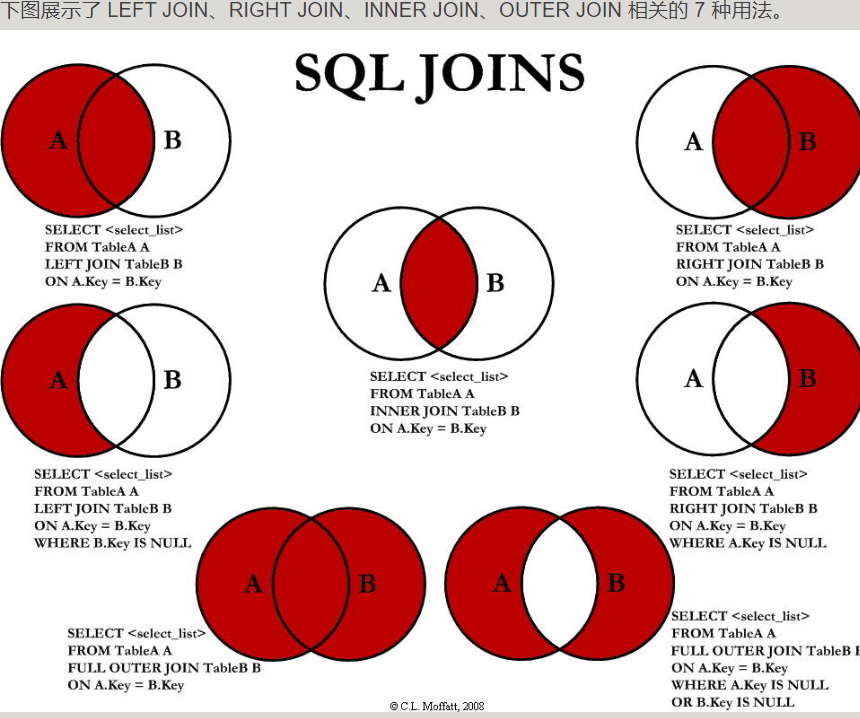 下图展示了 LEFT JOIN、RIGHT JOIN、INNER JOIN、OUTER JOIN 相关的 7 种用法。
SQL JOINS
A B
SELECT <select_list>
FROM TableA A
LEFT JOIN TableB B
ON A.Key = B.Key
A B
SELECT <select_list>
FROM TableA A
RIGHT JOIN TableB B
ON A.Key = B.Key
A B
SELECT <select_list>
FROM TableA A
INNER JOIN TableB B
ON A.Key = B.Key
A B
SELECT <select_list>
FROM TableA A
LEFT JOIN TableB B
ON A.Key = B.Key
WHERE B.Key IS NULL
A B
SELECT <select_list>
FROM TableA A
RIGHT JOIN TableB B
ON A.Key = B.Key
WHERE A.Key IS NULL
A B
SELECT <select_list>
FROM TableA A
FULL OUTER JOIN TableB B
ON A.Key = B.Key
A B
SELECT <select_list>
FROM TableA A
FULL OUTER JOIN TableB B
ON A.Key = B.Key
WHERE A.Key IS NULL
OR B.Key IS NULL
© C.L. Moffatt, 2008